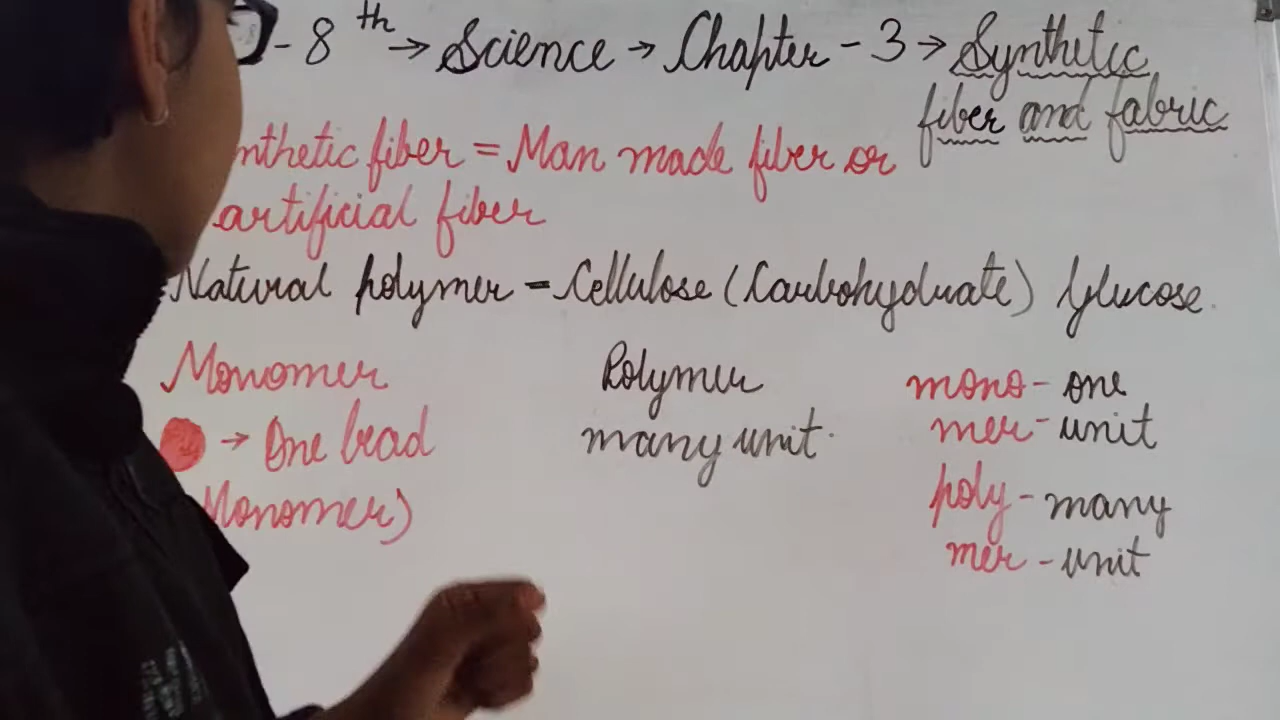 - 8th → Science → Chapter - 3 → Synthetic
fiber and fabric
nthetic fiber = Man made fiber or
artificial fiber
Natural polymer - Cellulose (Carbohydrate) Glucose.
Monomer
→ One bead
Monomer)
Polymer
many unit.
mono - one
mer - unit
poly - many
mer - unit